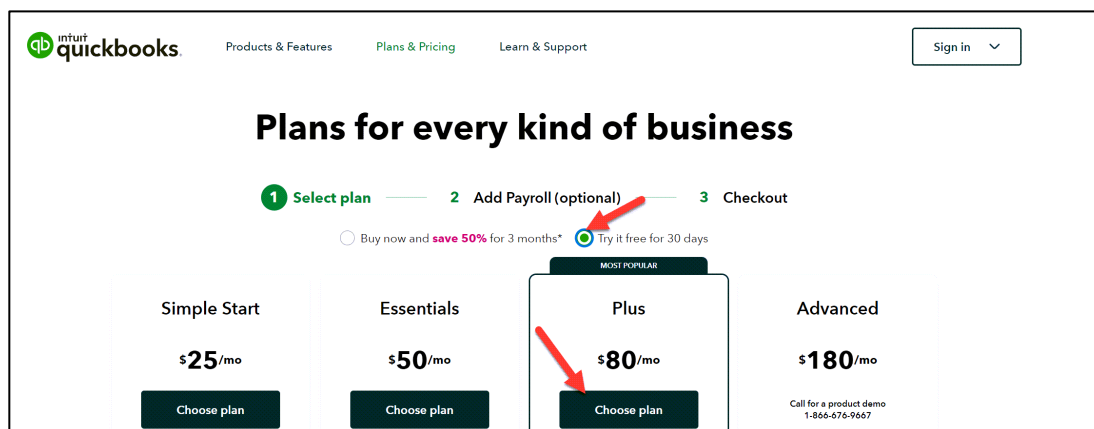 intuit
quickbooks.
Products & Features
Plans & Pricing
Learn & Support
Sign in
Plans for every kind of business
1 Select plan
2 Add Payroll (optional)
3 Checkout
Buy now and save 50% for 3 months*
Try it free for 30 days
MOST POPULAR
Simple Start
Essentials
Plus
Advanced
$25/mo
$50/mo
$80/mo
$180/mo
Choose plan
Choose plan
Choose plan
Call for a product demo
1-866-676-9667